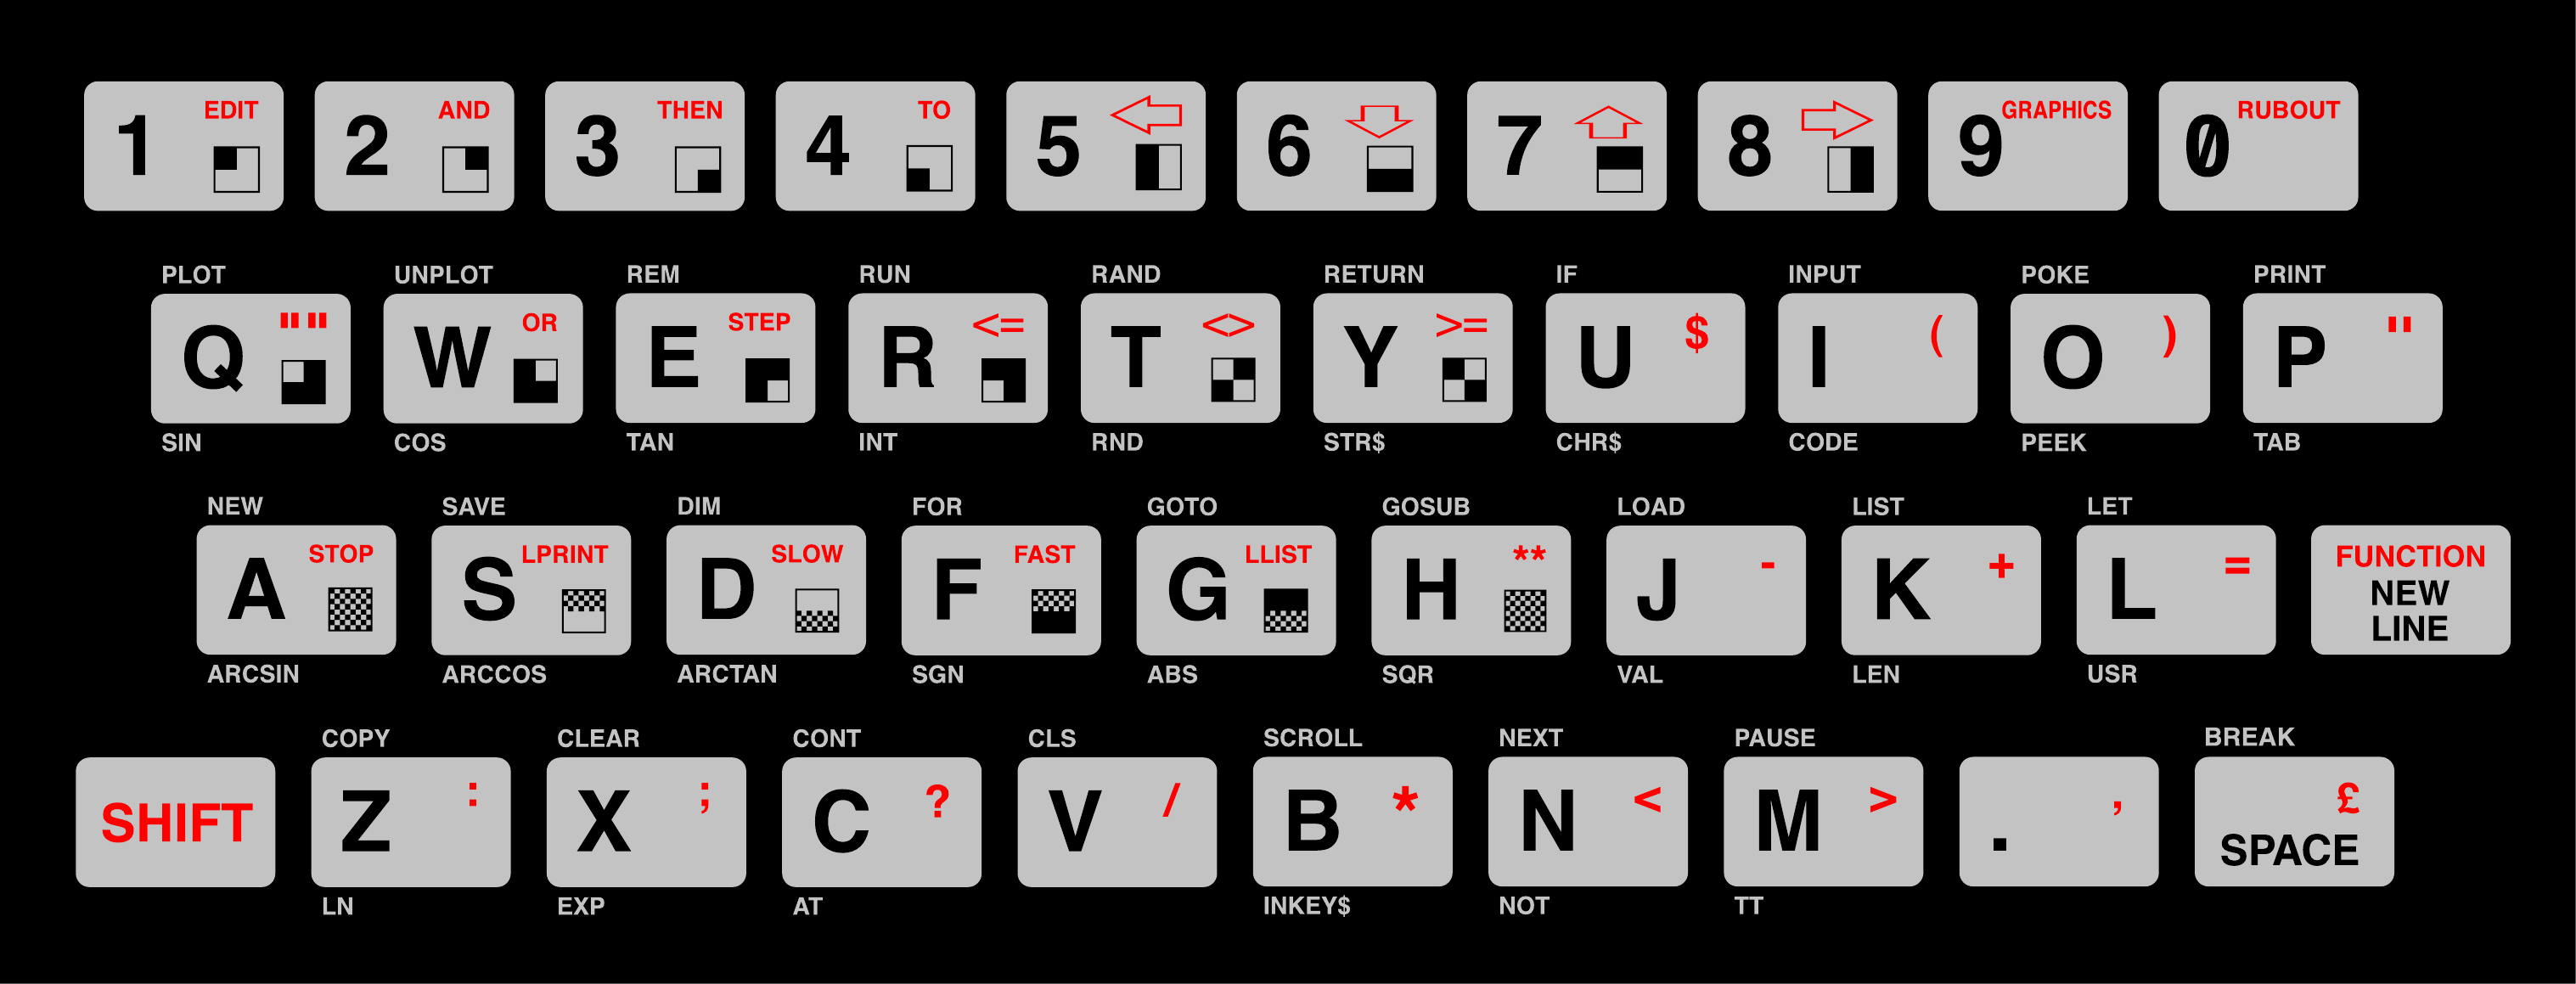 1 EDIT 2 AND 3 THEN 4 TO 5 6 7 8 9 GRAPHICS 0 RUBOUT
PLOT UNPLOT REM RUN RAND RETURN IF INPUT POKE PRINT
Q "" W OR E STEP R <= T <> Y >= U $ I ( O ) P "
SIN COS TAN INT RND STR$ CHR$ CODE PEEK TAB
NEW SAVE DIM FOR GOTO GOSUB LOAD LIST LET
A STOP S LPRINT D SLOW F FAST G LLIST H ** J - K + L = FUNCTION
NEW
LINE
ARCSIN ARCCOS ARCTAN SGN ABS SQR VAL LEN USR
COPY CLEAR CONT CLS SCROLL NEXT PAUSE BREAK
SHIFT Z : X ; C ? V / B * N < M > . , £
SPACE
LN EXP AT INKEY$ NOT TT